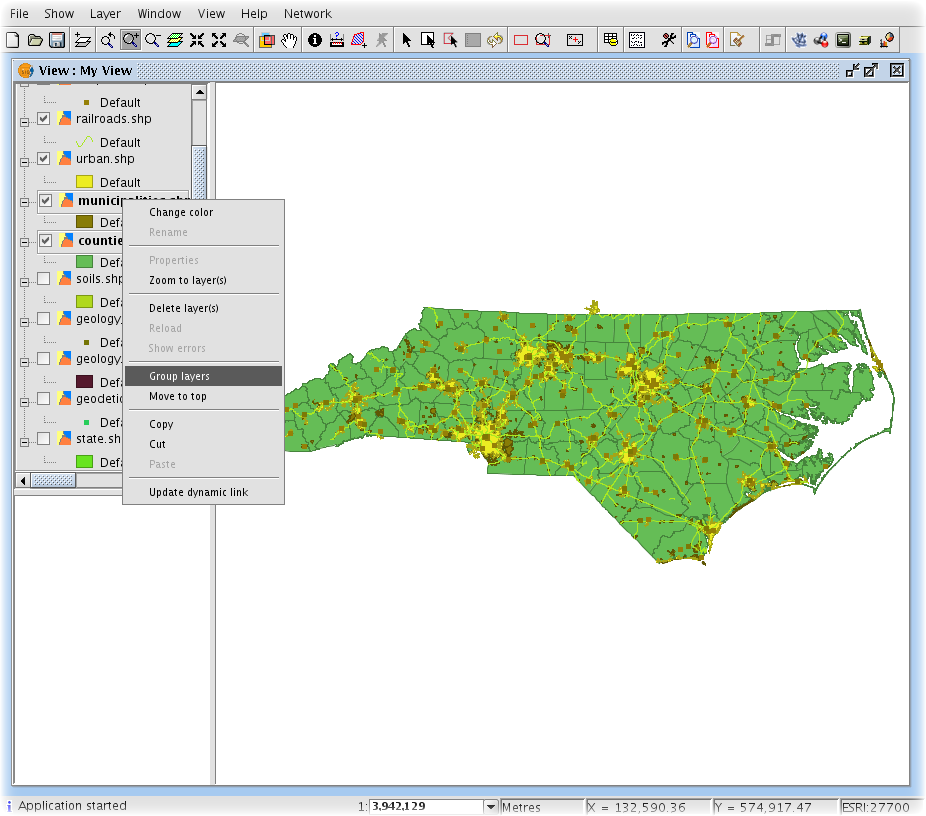 File Show Layer Window View Help Network
View : My View
Default
railroads.shp
Default
urban.shp
Default
municipalities.shp
Defa
counties
Defa
soils.shp
Defa
geology
Defa
geology.
Defa
geodetic
Defa
state.sh
Defa
Change color
Rename
Properties
Zoom to layer(s)
Delete layer(s)
Reload
Show errors
Group layers
Move to top
Copy
Cut
Paste
Update dynamic link
Application started
1: 3,942,129
Metres
X = 132,590.36
Y = 574,917.47
ESRI:27700